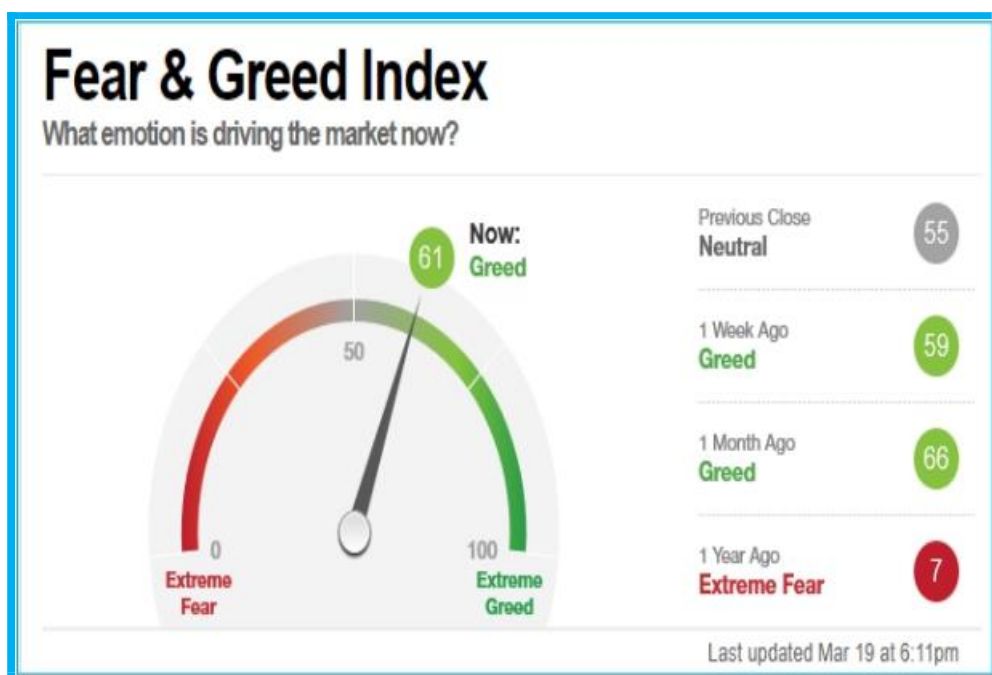 Fear & Greed Index
What emotion is driving the market now?
61
Now:
Greed
50
0
100
Extreme
Fear
Extreme
Greed
Previous Close
Neutral
55
1 Week Ago
Greed
59
1 Month Ago
Greed
66
1 Year Ago
Extreme Fear
7
Last updated Mar 19 at 6:11pm